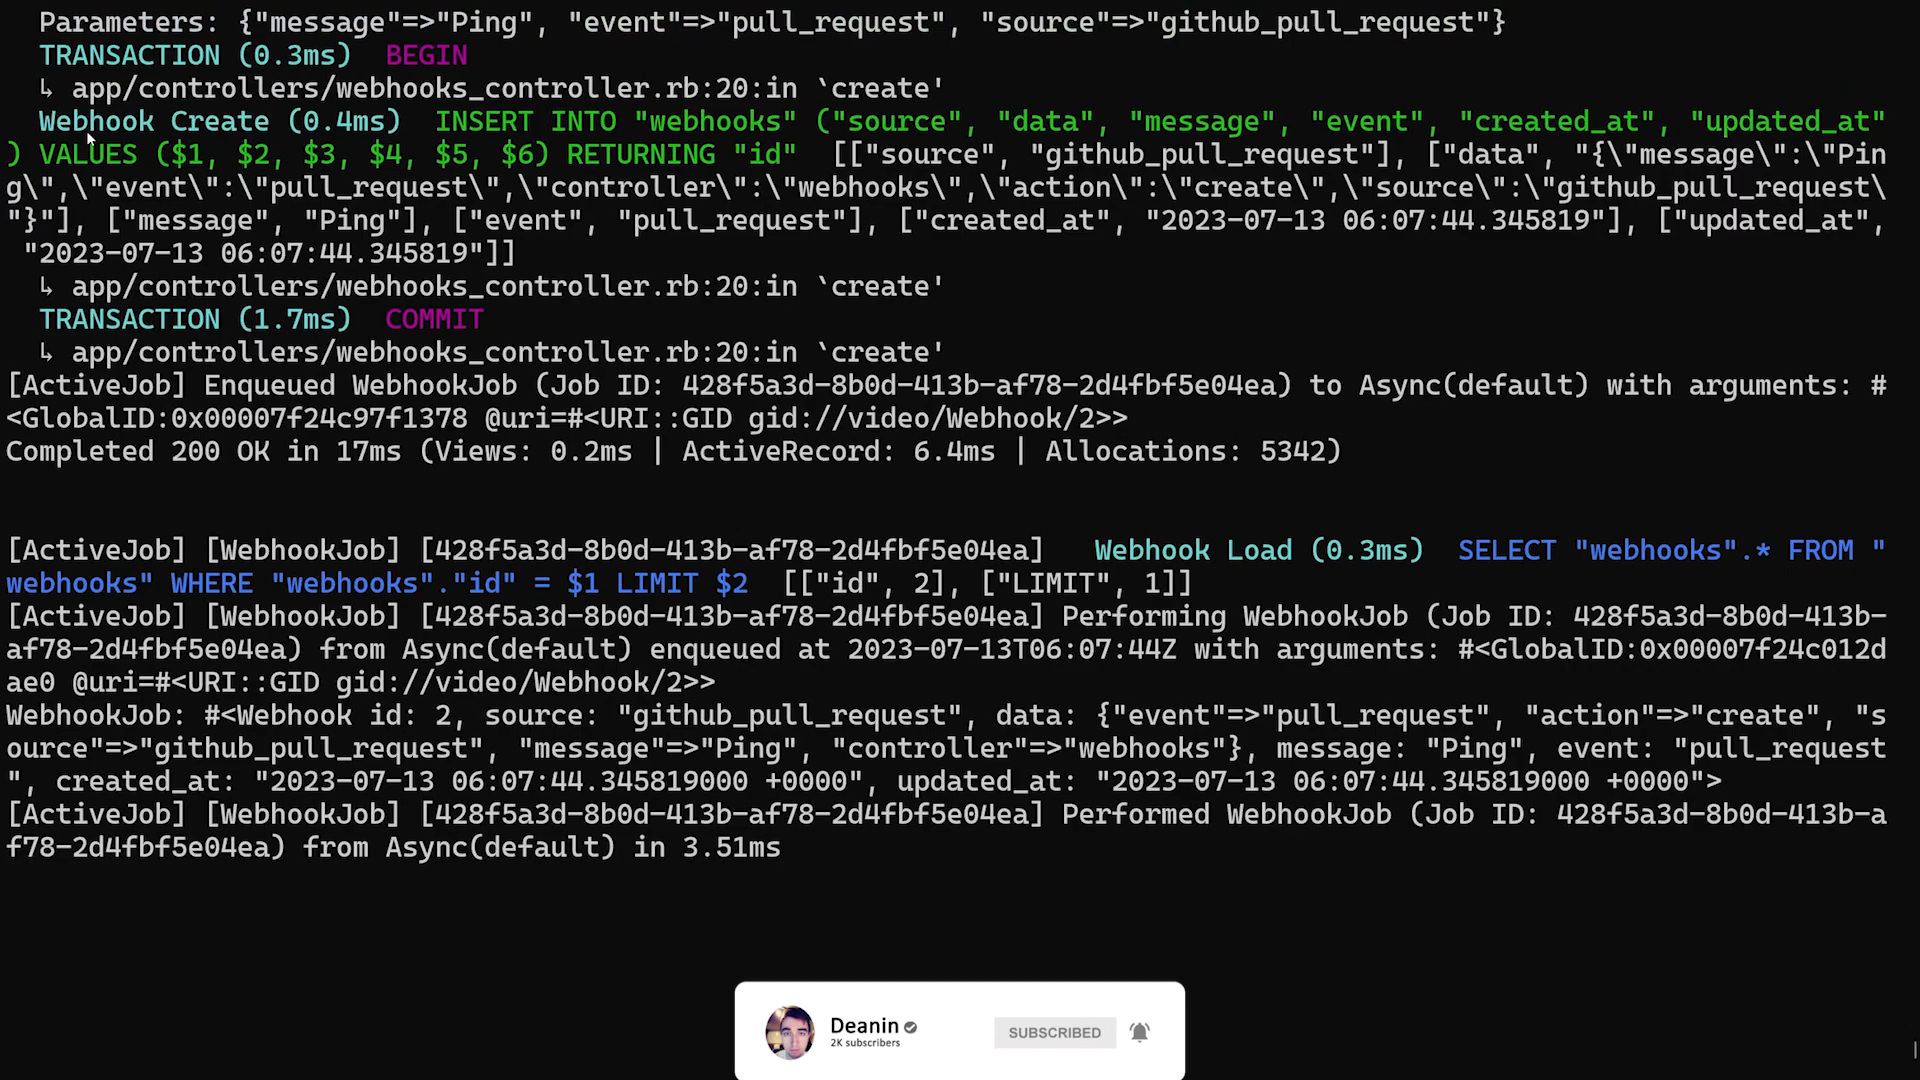 Parameters: {"message"=>"Ping", "event"=>"pull_request", "source"=>"github_pull_request"}
TRANSACTION (0.3ms)  BEGIN
↳ app/controllers/webhooks_controller.rb:20:in `create'
Webhook Create (0.4ms)  INSERT INTO "webhooks" ("source", "data", "message", "event", "created_at", "updated_at"
) VALUES ($1, $2, $3, $4, $5, $6) RETURNING "id"  [["source", "github_pull_request"], ["data", "{\"message\":\"Pin
g\",\"event\":\"pull_request\",\"controller\":\"webhooks\",\"action\":\"create\",\"source\":\"github_pull_request\
"}"], ["message", "Ping"], ["event", "pull_request"], ["created_at", "2023-07-13 06:07:44.345819"], ["updated_at",
"2023-07-13 06:07:44.345819"]]
↳ app/controllers/webhooks_controller.rb:20:in `create'
TRANSACTION (1.7ms)  COMMIT
↳ app/controllers/webhooks_controller.rb:20:in `create'
[ActiveJob] Enqueued WebhookJob (Job ID: 428f5a3d-8b0d-413b-af78-2d4fbf5e04ea) to Async(default) with arguments: #
<GlobalID:0x00007f24c97f1378 @uri=#<URI::GID gid://video/Webhook/2>>
Completed 200 OK in 17ms (Views: 0.2ms | ActiveRecord: 6.4ms | Allocations: 5342)
[ActiveJob] [WebhookJob] [428f5a3d-8b0d-413b-af78-2d4fbf5e04ea]   Webhook Load (0.3ms)  SELECT "webhooks".* FROM "
webhooks" WHERE "webhooks"."id" = $1 LIMIT $2  [["id", 2], ["LIMIT", 1]]
[ActiveJob] [WebhookJob] [428f5a3d-8b0d-413b-af78-2d4fbf5e04ea] Performing WebhookJob (Job ID: 428f5a3d-8b0d-413b-
af78-2d4fbf5e04ea) from Async(default) enqueued at 2023-07-13T06:07:44Z with arguments: #<GlobalID:0x00007f24c012d
ae0 @uri=#<URI::GID gid://video/Webhook/2>>
WebhookJob: #<Webhook id: 2, source: "github_pull_request", data: {"event"=>"pull_request", "action"=>"create", "s
ource"=>"github_pull_request", "message"=>"Ping", "controller"=>"webhooks"}, message: "Ping", event: "pull_request
", created_at: "2023-07-13 06:07:44.345819000 +0000", updated_at: "2023-07-13 06:07:44.345819000 +0000">
[ActiveJob] [WebhookJob] [428f5a3d-8b0d-413b-af78-2d4fbf5e04ea] Performed WebhookJob (Job ID: 428f5a3d-8b0d-413b-a
f78-2d4fbf5e04ea) from Async(default) in 3.51ms
Deanin
2K subscribers
SUBSCRIBED